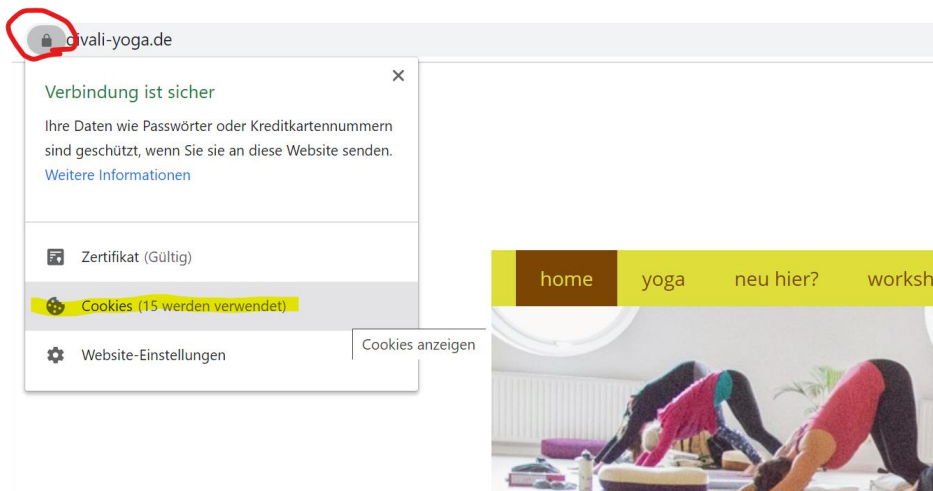 divali-yoga.de
Verbindung ist sicher
Ihre Daten wie Passwörter oder Kreditkartennummern
sind geschützt, wenn Sie sie an diese Website senden.
Weitere Informationen
Zertifikat (Gültig)
Cookies (15 werden verwendet)
Cookies anzeigen
Website-Einstellungen
home yoga neu hier? worksh